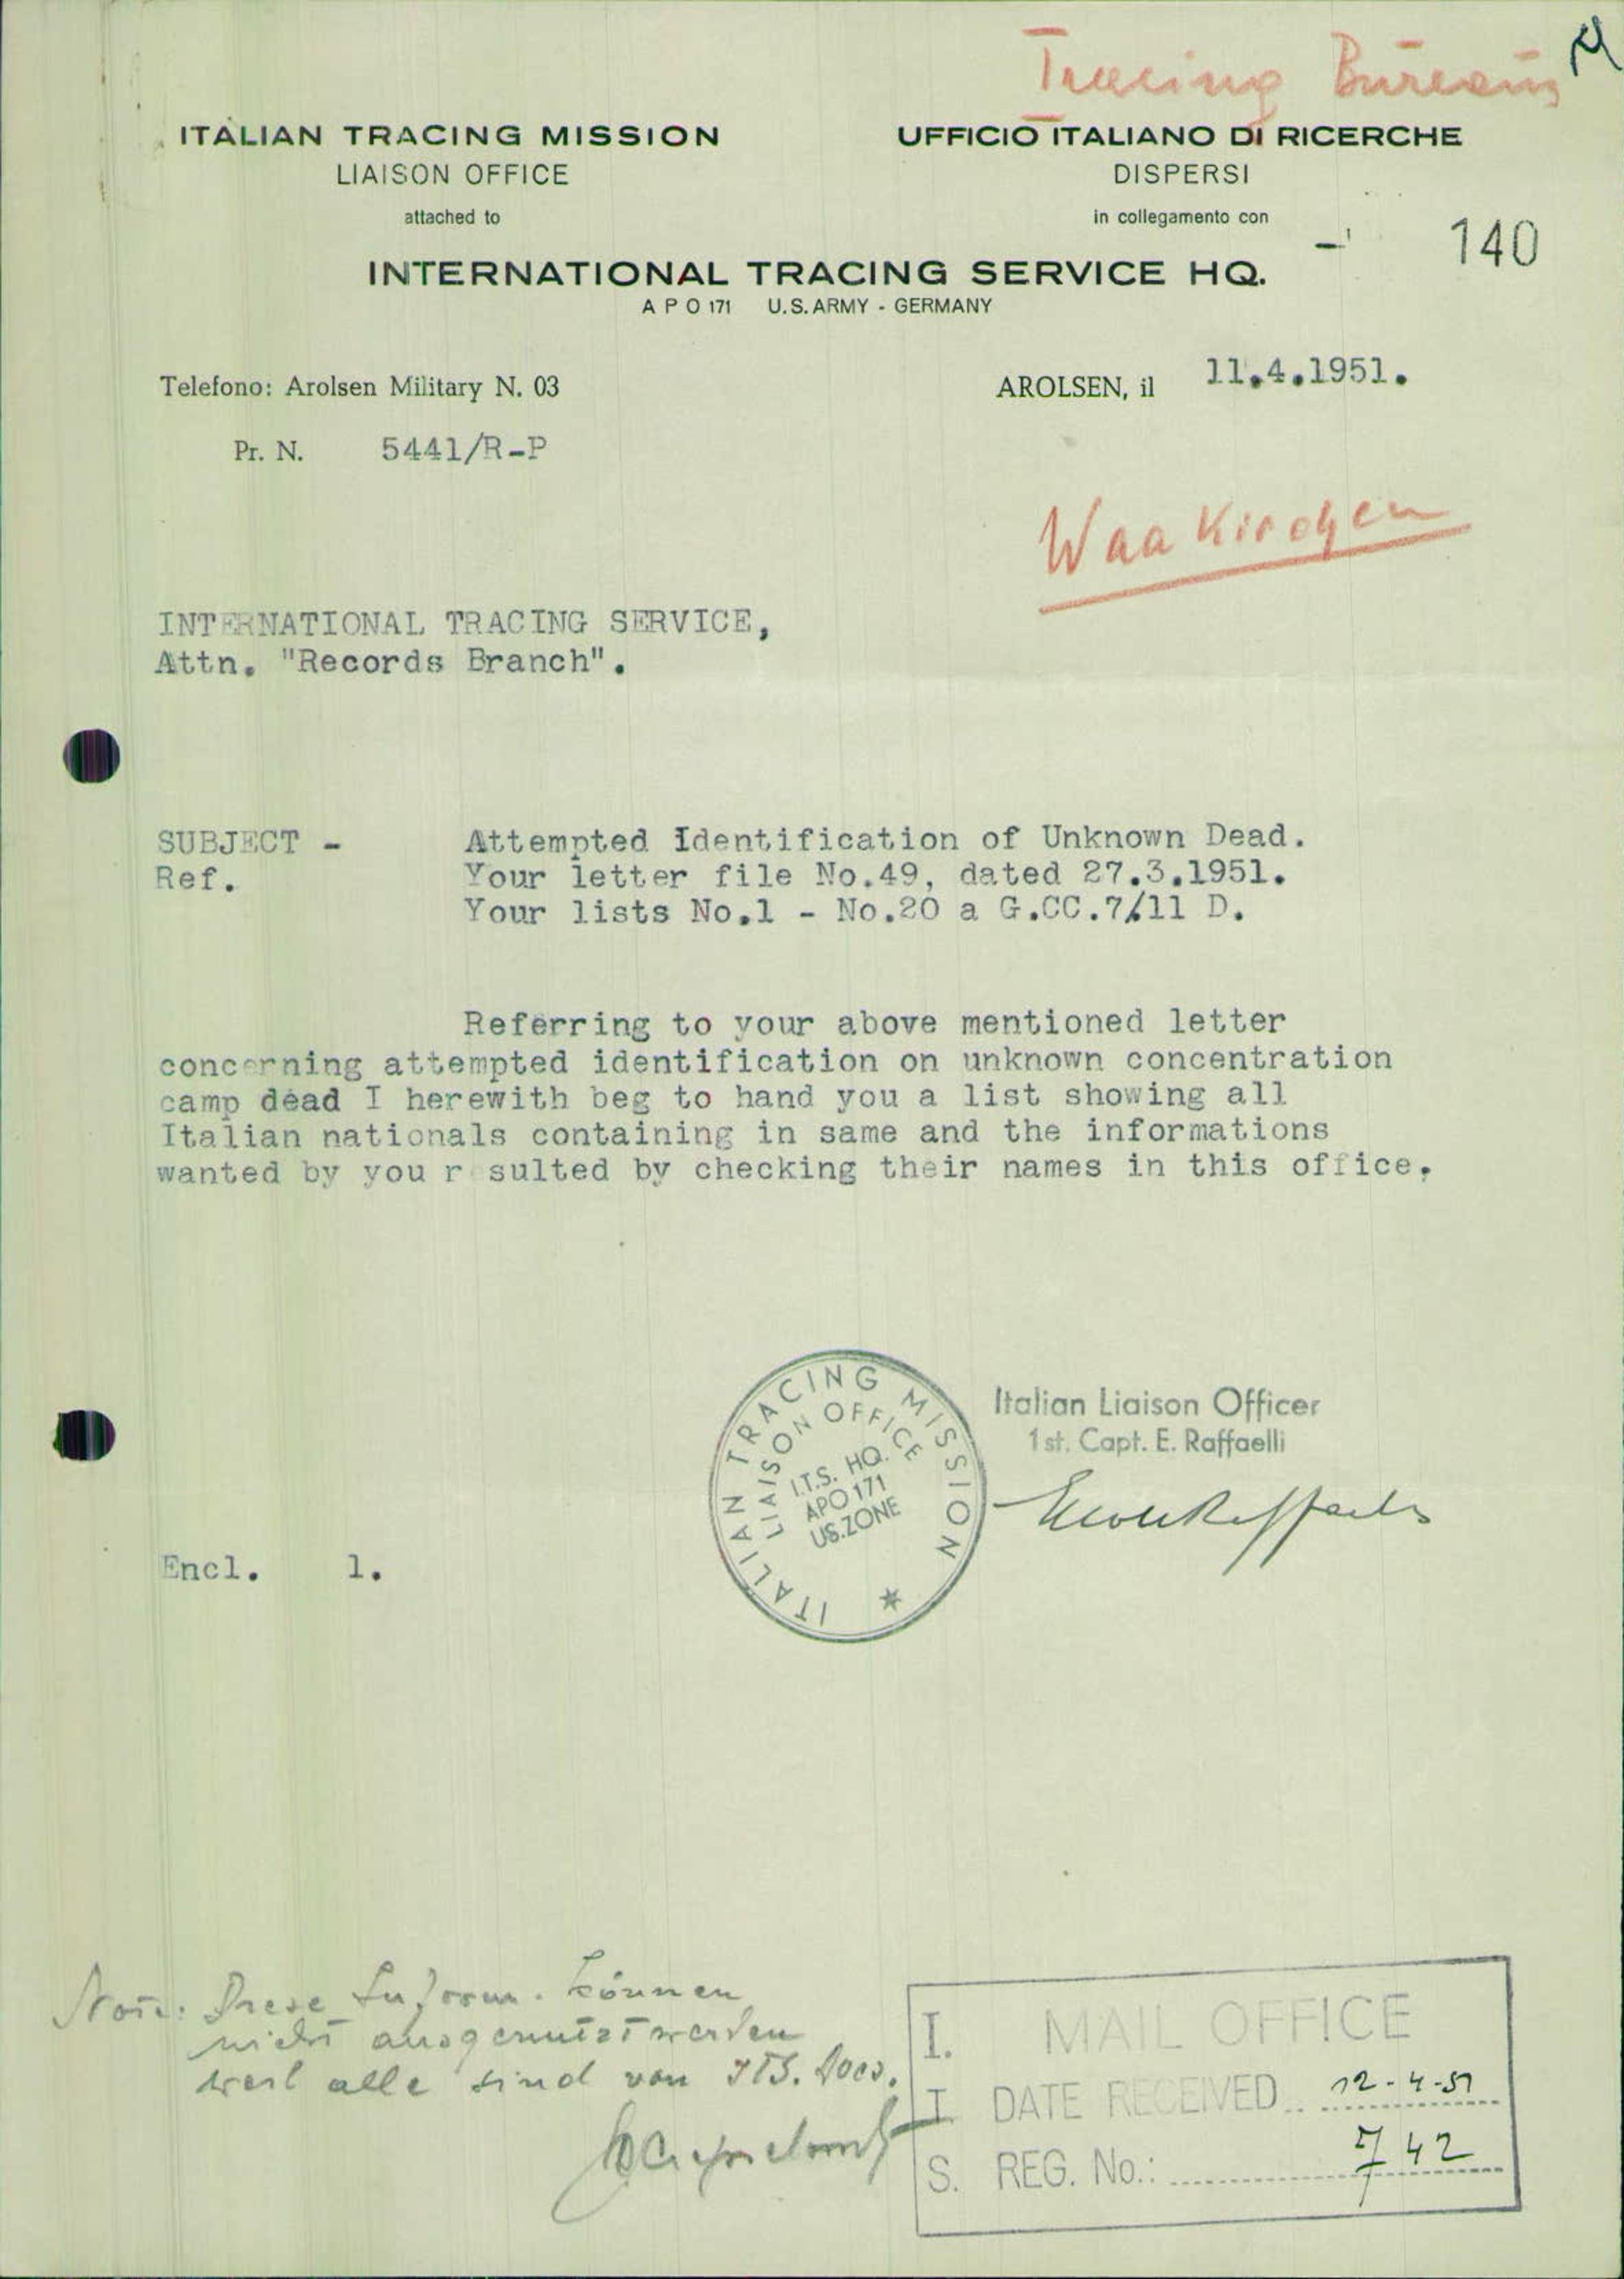 Tracing Bureau
ITALIAN TRACING MISSION
LIAISON OFFICE
attached to
UFFICIO ITALIANO DI RICERCHE
DISPERSI
in collegamento con
140
INTERNATIONAL TRACING SERVICE HQ.
A P O 171 U.S. ARMY - GERMANY
Telefono: Arolsen Military N. 03
AROLSEN, il 11.4.1951.
Pr. N. 5441/R-P
Waakirchen
INTERNATIONAL TRACING SERVICE,
Attn. "Records Branch".
SUBJECT - Attempted Identification of Unknown Dead.
Ref. Your letter file No.49, dated 27.3.1951.
Your lists No.1 - No.20 a G.CC.7/11 D.
Referring to your above mentioned letter
concerning attempted identification on unknown concentration
camp dead I herewith beg to hand you a list showing all
Italian nationals containing in same and the informations
wanted by you r sulted by checking their names in this office.
ITALIAN TRACING MISSION
LIAISON OFFICE
I.T.S. HQ.
APO 171
US.ZONE
Italian Liaison Officer
1st. Capt. E. Raffaelli
Encl. 1.
Note: Diese Inform. können
nicht ausgenutzt werden
weil alle sind von ITS. Docs.
I. MAIL OFFICE
T. DATE RECEIVED 12-4-51
S. REG. No.: 742